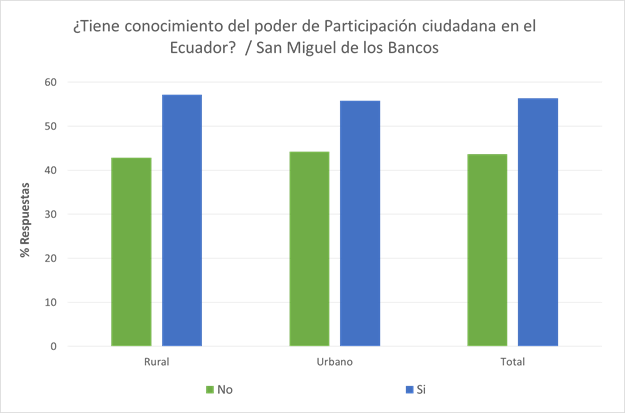 ¿Tiene conocimiento del poder de Participación ciudadana en el
Ecuador?  / San Miguel de los Bancos
% Respuestas
60
50
40
30
20
10
0
Rural
Urbano
Total
No
Si